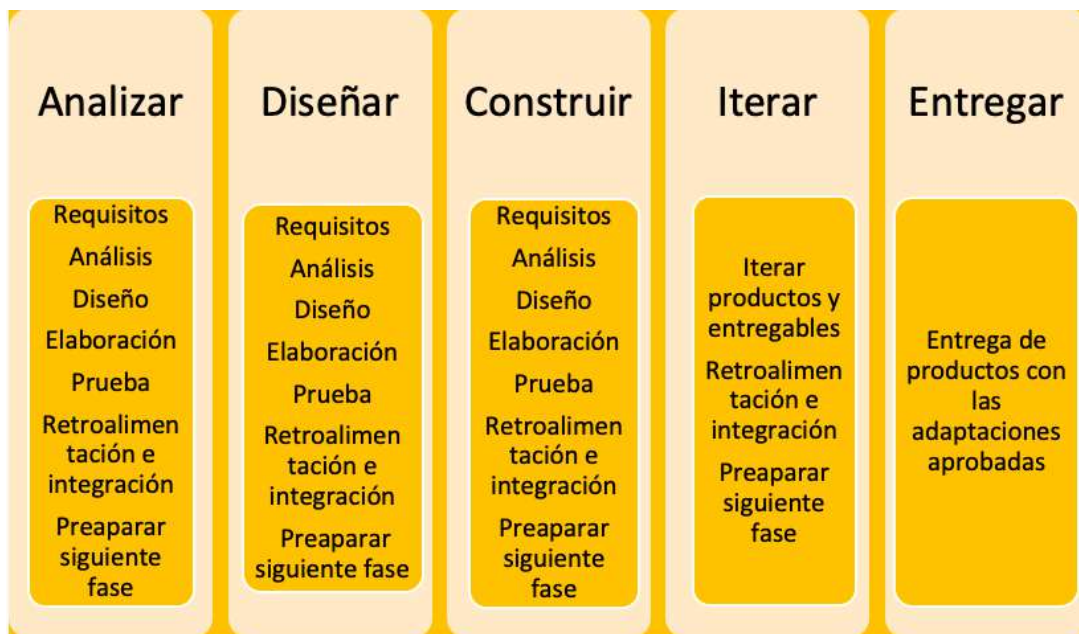 Analizar
Requisitos
Análisis
Diseño
Elaboración
Prueba
Retroalimen
tación e
integración
Preaparar
siguiente
fase
Diseñar
Requisitos
Análisis
Diseño
Elaboración
Prueba
Retroalimen
tación e
integración
Preaparar
siguiente fase
Construir
Requisitos
Análisis
Diseño
Elaboración
Prueba
Retroalimen
tación e
integración
Preaparar
siguiente
fase
Iterar
Iterar
productos y
entregables
Retroalimen
tación e
integración
Preaparar
siguiente
fase
Entregar
Entrega de
productos con
las
adaptaciones
aprobadas